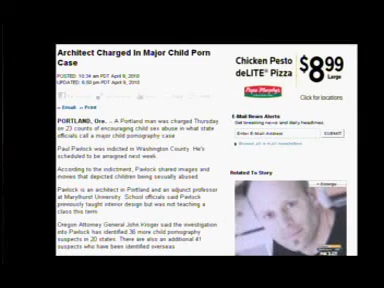 Architect Charged in Major Child Porn
Case
POSTED: 10:34 am PDT April 9, 2010
UPDATED: 6:50 pm PDT April 9, 2010
Email
Print
PORTLAND, Ore. -- A Portland man was charged Thursday
on 23 counts of encouraging child sex abuse in what state
officials call a major child pornography case
Paul Pavlock was indicted in Washington County. He's
scheduled to be arraigned next week.
According to the indictment, Pavlock shared images and
movies that depicted children being sexually abused.
Pavlock is an architect in Portland and an adjunct professor
at Marylhurst University. School officials said Pavlock
previously taught interior design but was not teaching a
class this term.
Oregon Attorney General John Kroger said the investigation
into Pavlock has identified 36 more child pornography
suspects in 20 states. There are also an additional 41
suspects who have been identified overseas
Chicken Pesto
deLITE Pizza
$8.99
Large
Papa Murphy's
Click for locations
E-Mail News Alerts
Get breaking news and daily headlines.
Enter E-Mail Address
SUBMIT
Browse all e-mail newsletters
Related To Story
Enlarge